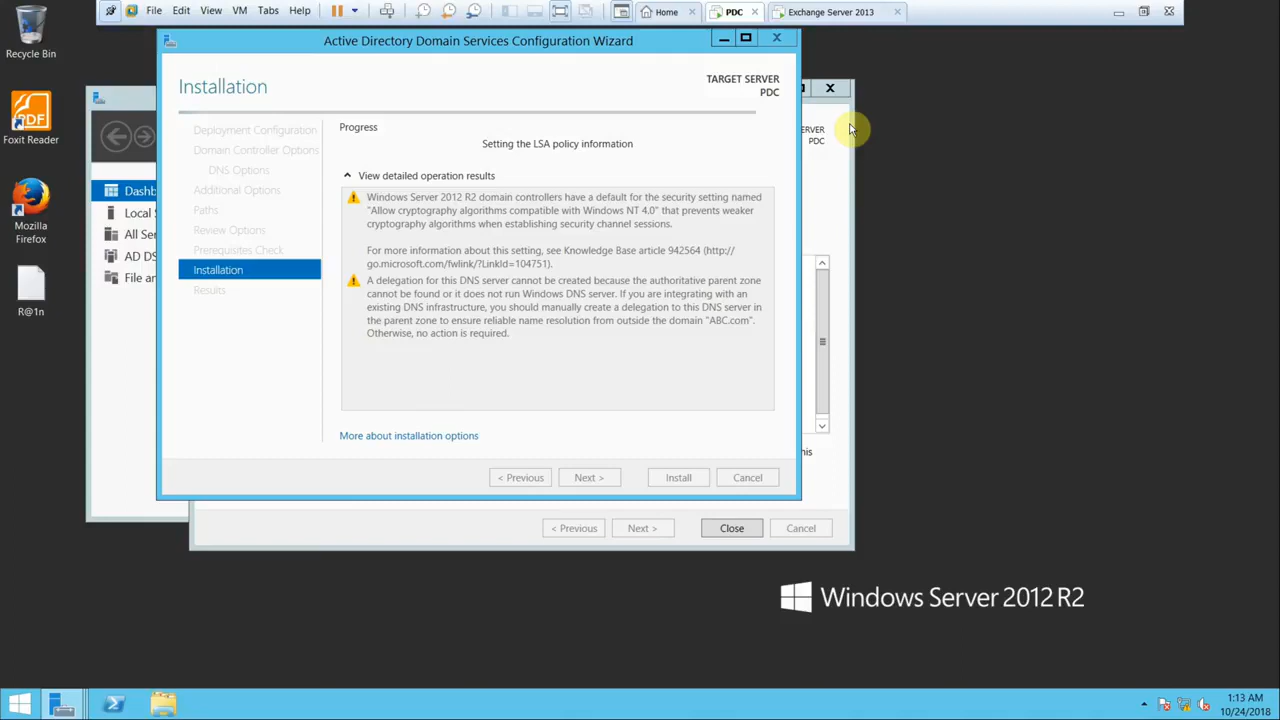 File Edit View VM Tabs Help
Home PDC Exchange Server 2013
Recycle Bin
Foxit Reader
Mozilla
Firefox
R@1n
Active Directory Domain Services Configuration Wizard
Installation
TARGET SERVER
PDC
Deployment Configuration
Domain Controller Options
DNS Options
Additional Options
Paths
Review Options
Prerequisites Check
Installation
Results
Progress
Setting the LSA policy information
View detailed operation results
Windows Server 2012 R2 domain controllers have a default for the security setting named
"Allow cryptography algorithms compatible with Windows NT 4.0" that prevents weaker
cryptography algorithms when establishing security channel sessions.
For more information about this setting, see Knowledge Base article 942564 (http://
go.microsoft.com/fwlink/?LinkId=104751).
A delegation for this DNS server cannot be created because the authoritative parent zone
cannot be found or it does not run Windows DNS server. If you are integrating with an
existing DNS infrastructure, you should manually create a delegation to this DNS server in
the parent zone to ensure reliable name resolution from outside the domain "ABC.com".
Otherwise, no action is required.
More about installation options
< Previous Next > Install Cancel
Dashb
Local S
All Ser
AD DS
File an
ERVER
PDC
his
< Previous Next > Close Cancel
Windows Server 2012 R2
1:13 AM
10/24/2018